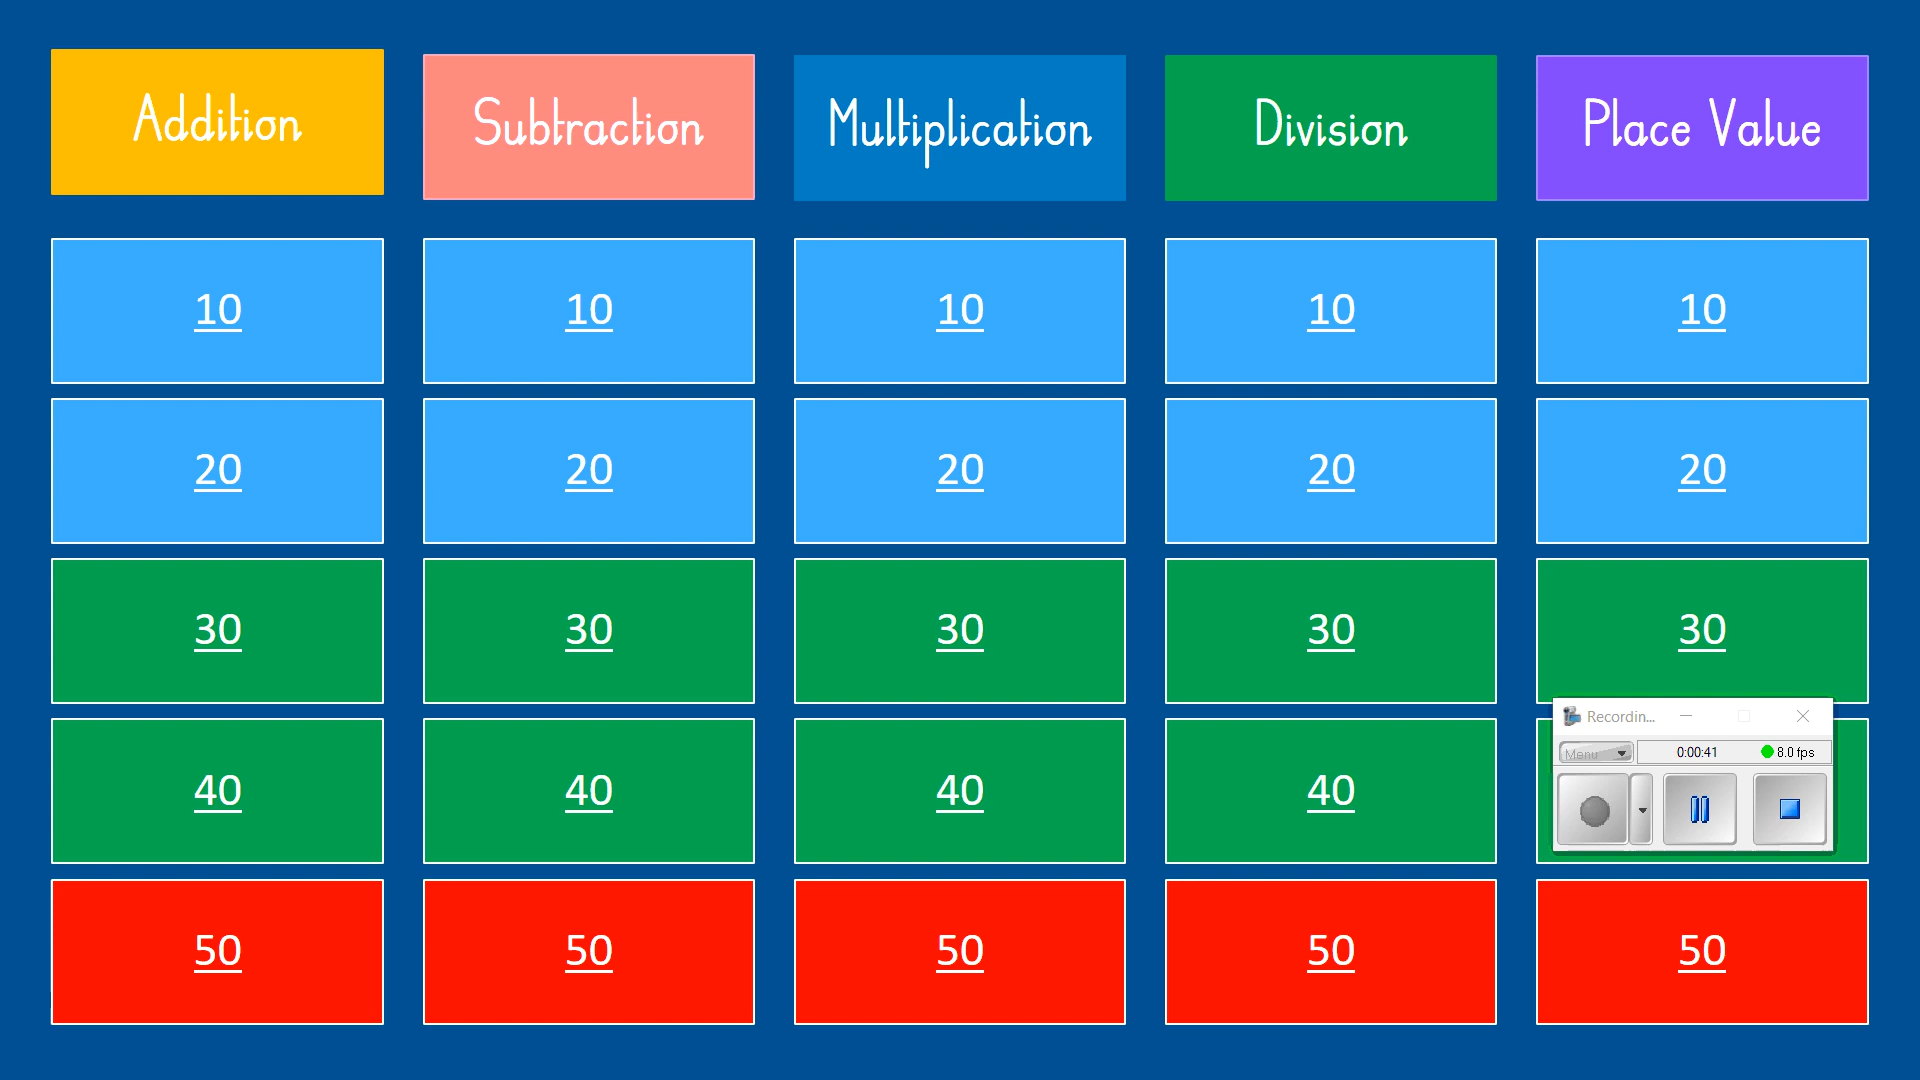 Addition Subtraction Multiplication Division Place Value
10 10 10 10 10
20 20 20 20 20
30 30 30 30 30
Recordin...
Menu 0:00:41 8.0 fps
40 40 40 40
50 50 50 50 50